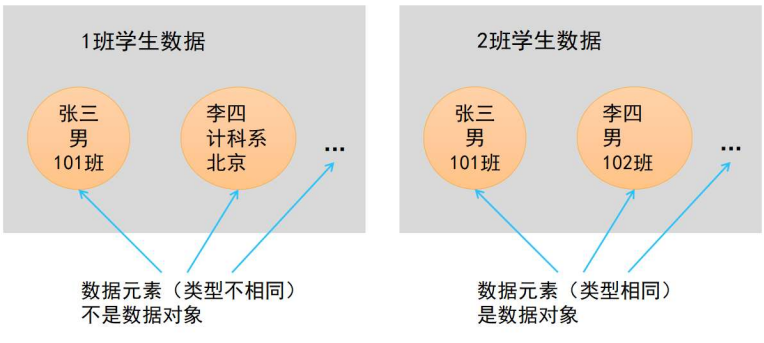 1班学生数据
张三
男
101班
李四
计科系
北京
...
数据元素（类型不相同）
不是数据对象
2班学生数据
张三
男
101班
李四
男
102班
...
数据元素（类型相同）
是数据对象